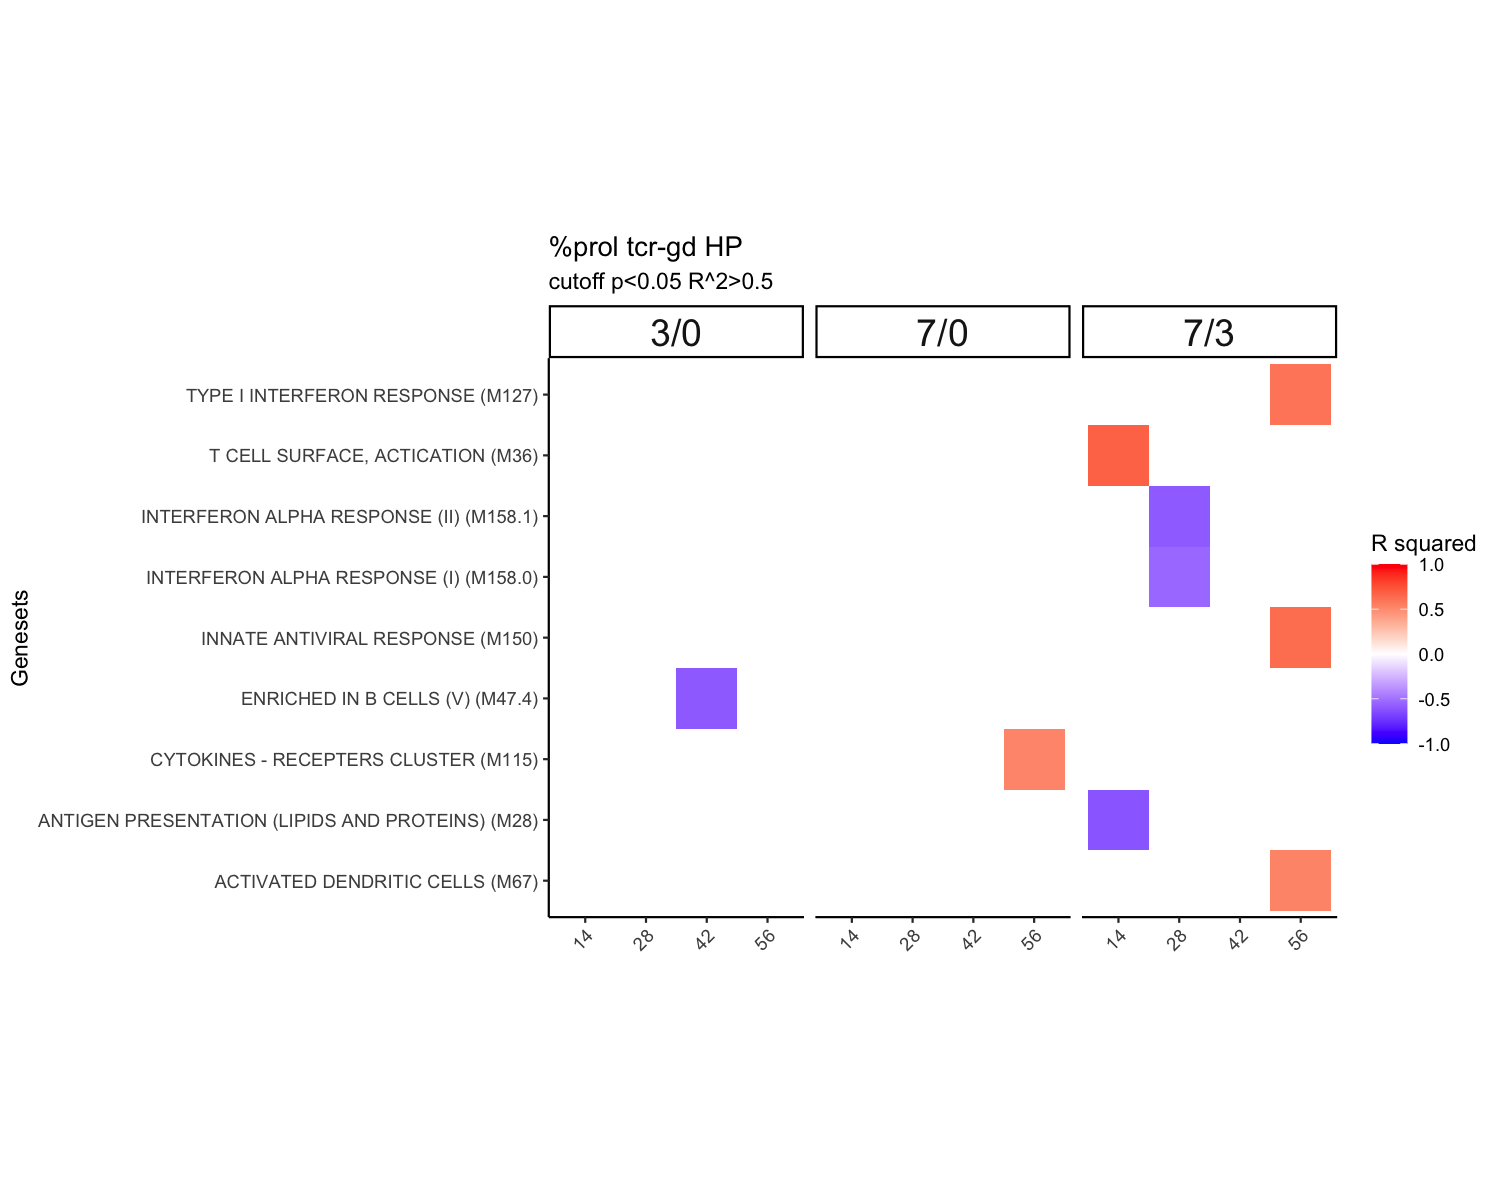 %prol tcr-gd HP
cutoff p<0.05 R^2>0.5
3/0 7/0 7/3
TYPE I INTERFERON RESPONSE (M127)
T CELL SURFACE, ACTICATION (M36)
INTERFERON ALPHA RESPONSE (II) (M158.1)
INTERFERON ALPHA RESPONSE (I) (M158.0)
INNATE ANTIVIRAL RESPONSE (M150)
ENRICHED IN B CELLS (V) (M47.4)
CYTOKINES - RECEPTERS CLUSTER (M115)
ANTIGEN PRESENTATION (LIPIDS AND PROTEINS) (M28)
ACTIVATED DENDRITIC CELLS (M67)
Genesets
14 28 42 56 14 28 42 56 14 28 42 56
R squared
1.0
0.5
0.0
-0.5
-1.0